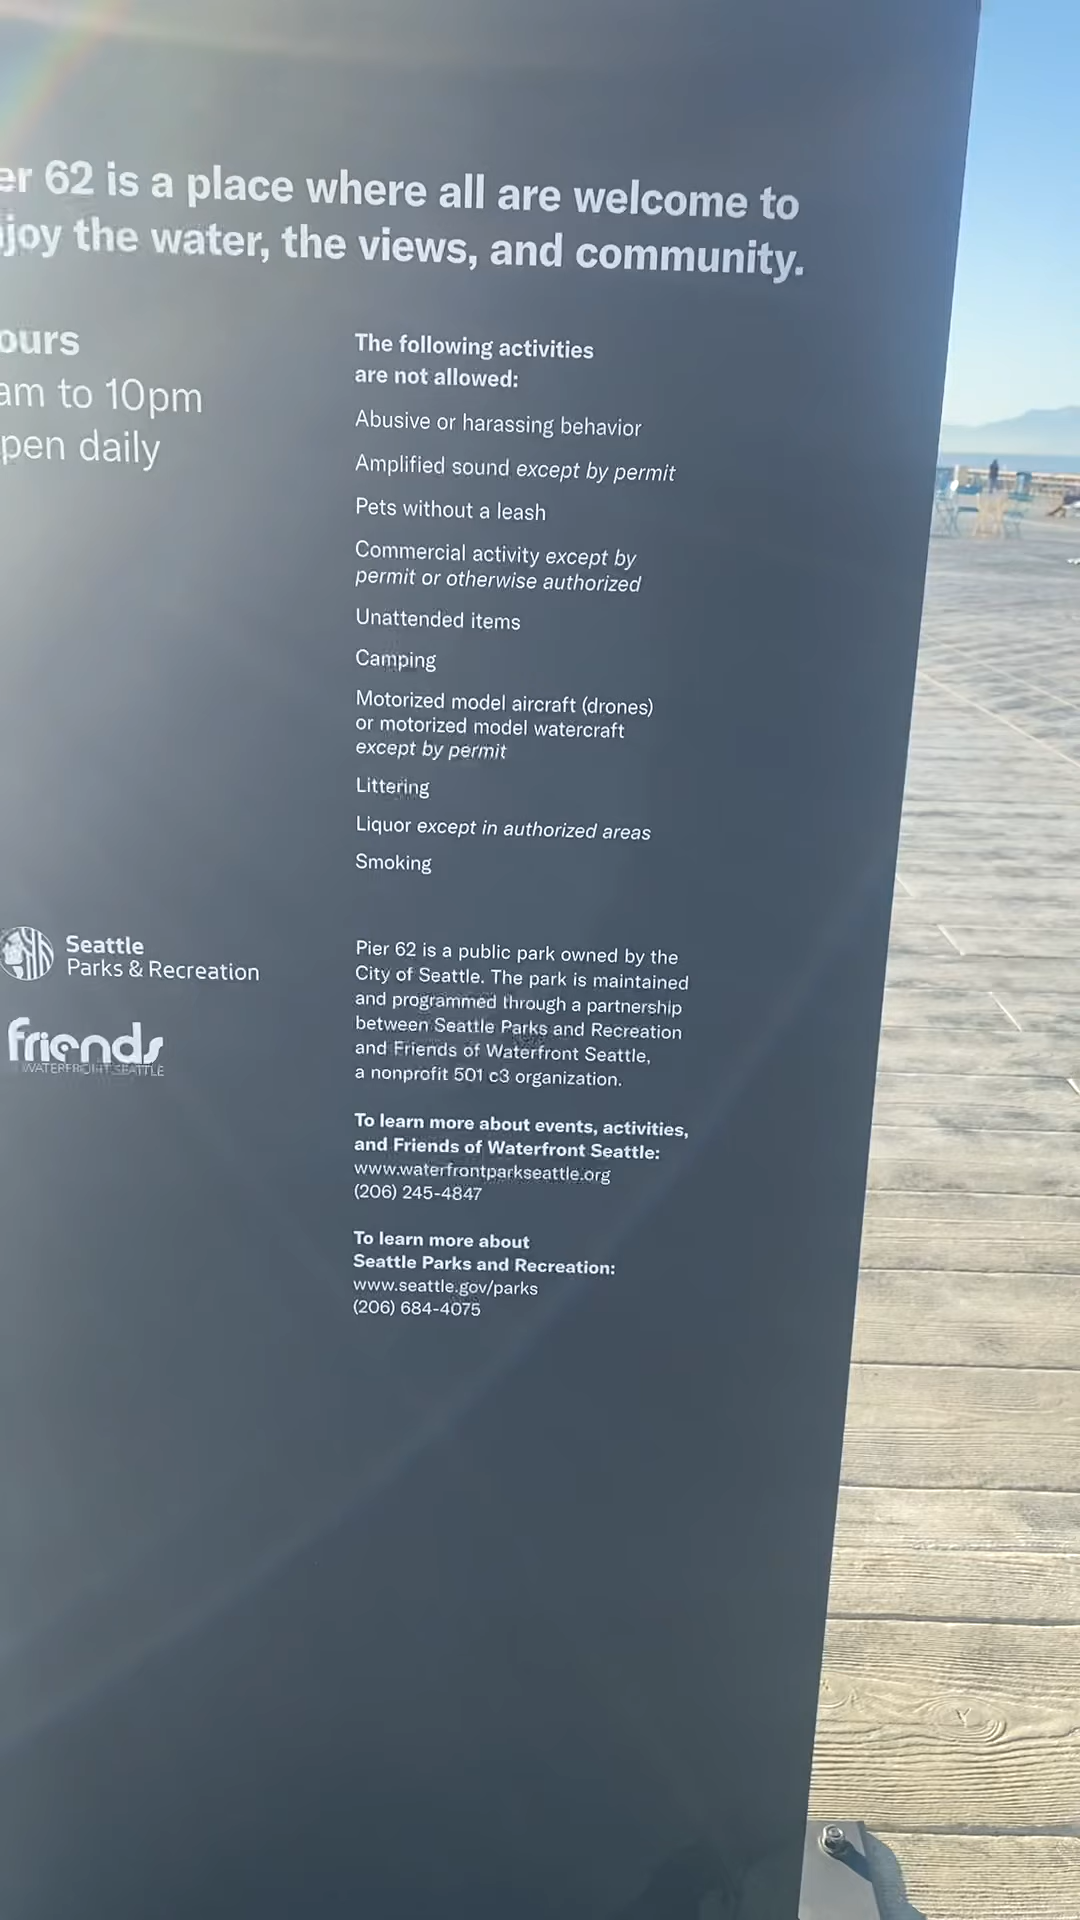 62 is a place where all are welcome to
the water, the views, and community.
am to 10pm
daily
The following activities
are not allowed:
Abusive or harassing behavior
Amplified sound except by permit
Pets without a leash
Commercial activity except by
permit or otherwise authorized
Unattended items
Camping
Motorized model aircraft (drones)
or motorized model watercraft
except by permit
Littering
Liquor except in authorized areas
Smoking
Seattle
Parks & Recreation
friends
WATERFRONT SEATTLE
Pier 62 is a public park owned by the
City of Seattle. The park is maintained
and programmed through a partnership
between Seattle Parks and Recreation
and Friends of Waterfront Seattle,
a nonprofit 501 c3 organization.
To learn more about events, activities,
and Friends of Waterfront Seattle:
www.waterfrontparkseattle.org
(206) 245-4847
To learn more about
Seattle Parks and Recreation:
www.seattle.gov/parks
(206) 684-4075